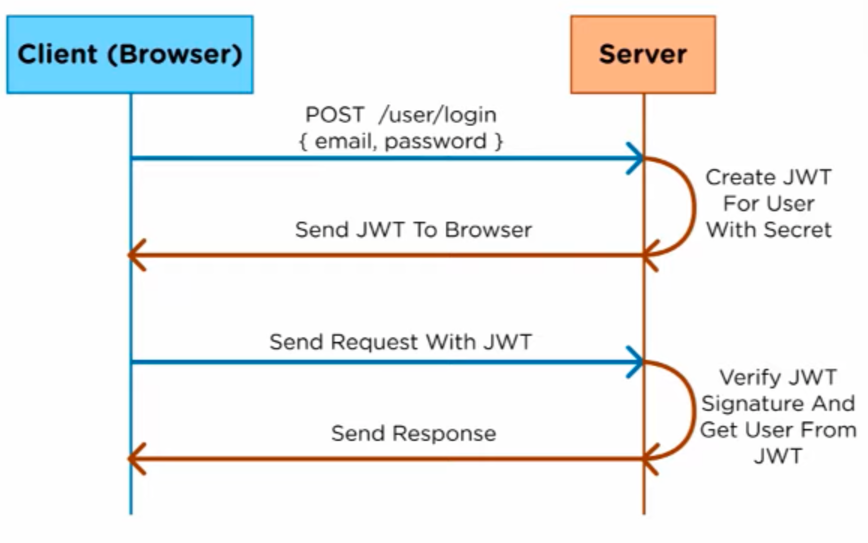 Client (Browser)
Server
POST /user/login
{ email, password }
Create JWT
For User
With Secret
Send JWT To Browser
Send Request With JWT
Verify JWT
Signature And
Get User From
JWT
Send Response